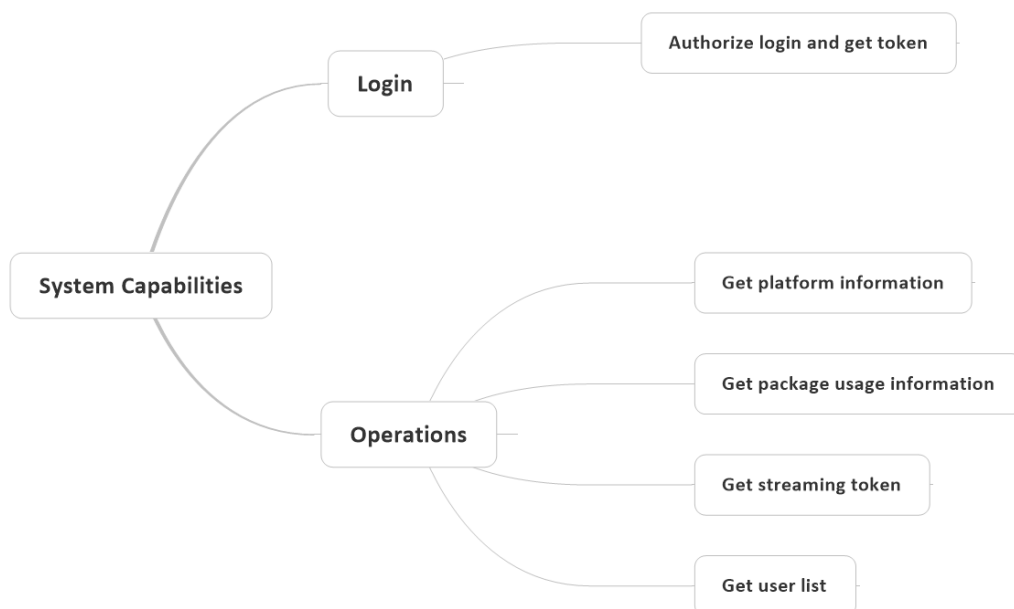 Authorize login and get token
Login
System Capabilities
Get platform information
Get package usage information
Operations
Get streaming token
Get user list